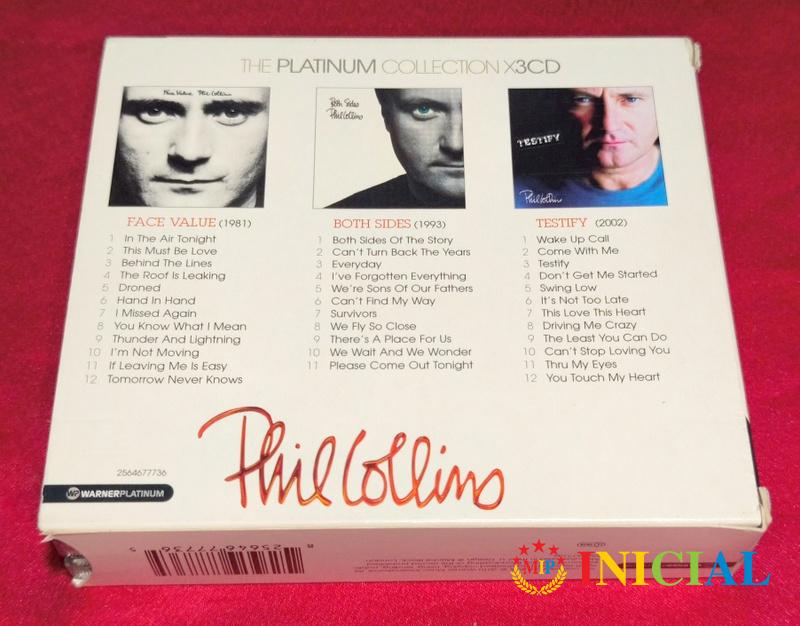 THE PLATINUM COLLECTION X3CD
Face Value Phil Collins
Both Sides
Phil Collins
TESTIFY
Phil Collins
FACE VALUE (1981)
1 In The Air Tonight
2 This Must Be Love
3 Behind The Lines
4 The Roof Is Leaking
5 Droned
6 Hand In Hand
7 I Missed Again
8 You Know What I Mean
9 Thunder And Lightning
10 I'm Not Moving
11 If Leaving Me Is Easy
12 Tomorrow Never Knows
BOTH SIDES (1993)
1 Both Sides Of The Story
2 Can't Turn Back The Years
3 Everyday
4 I've Forgotten Everything
5 We're Sons Of Our Fathers
6 Can't Find My Way
7 Survivors
8 We Fly So Close
9 There's A Place For Us
10 We Wait And We Wonder
11 Please Come Out Tonight
TESTIFY (2002)
1 Wake Up Call
2 Come With Me
3 Testify
4 Don't Get Me Started
5 Swing Low
6 It's Not Too Late
7 This Love This Heart
8 Driving Me Crazy
9 The Least You Can Do
10 Can't Stop Loving You
11 Thru My Eyes
12 You Touch My Heart
Phil Collins
2564677736
WP WARNERPLATINUM
8 25646 77736 5
MIP INICIAL